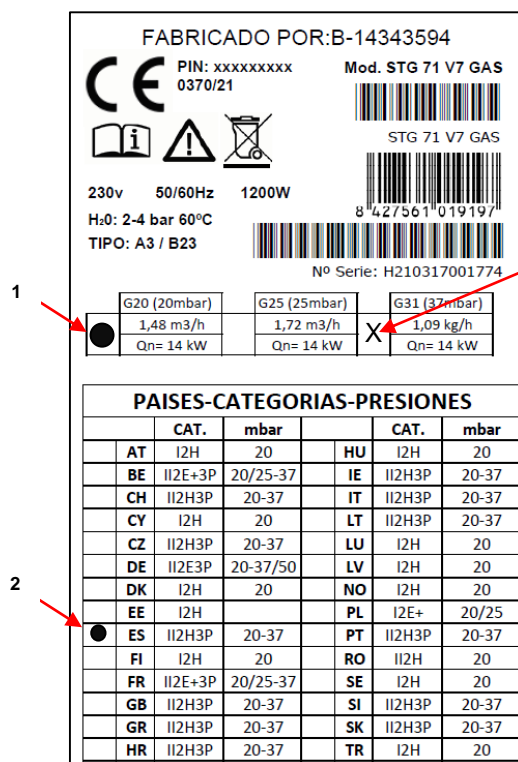 FABRICADO POR:B-14343594
CE PIN: xxxxxxxxx
0370/21
Mod. STG 71 V7 GAS
STG 71 V7 GAS
230v 50/60Hz 1200W
8 427561 019197
H20: 2-4 bar 60ºC
TIPO: A3 / B23
Nº Serie: H210317001774
1
G20 (20mbar) G25 (25mbar) G31 (37mbar)
1,48 m3/h 1,72 m3/h X 1,09 kg/h
Qn= 14 kW Qn= 14 kW Qn= 14 kW
PAISES-CATEGORIAS-PRESIONES
CAT. mbar CAT. mbar
AT I2H 20 HU I2H 20
BE II2E+3P 20/25-37 IE II2H3P 20-37
CH II2H3P 20-37 IT II2H3P 20-37
CY I2H 20 LT II2H3P 20-37
CZ II2H3P 20-37 LU I2H 20
DE II2E3P 20-37/50 LV I2H 20
2
DK I2H 20 NO I2H 20
EE I2H PL I2E+ 20/25
ES II2H3P 20-37 PT II2H3P 20-37
FI I2H 20 RO II2H 20
FR II2E+3P 20/25-37 SE I2H 20
GB II2H3P 20-37 SI II2H3P 20-37
GR II2H3P 20-37 SK II2H3P 20-37
HR II2H3P 20-37 TR I2H 20